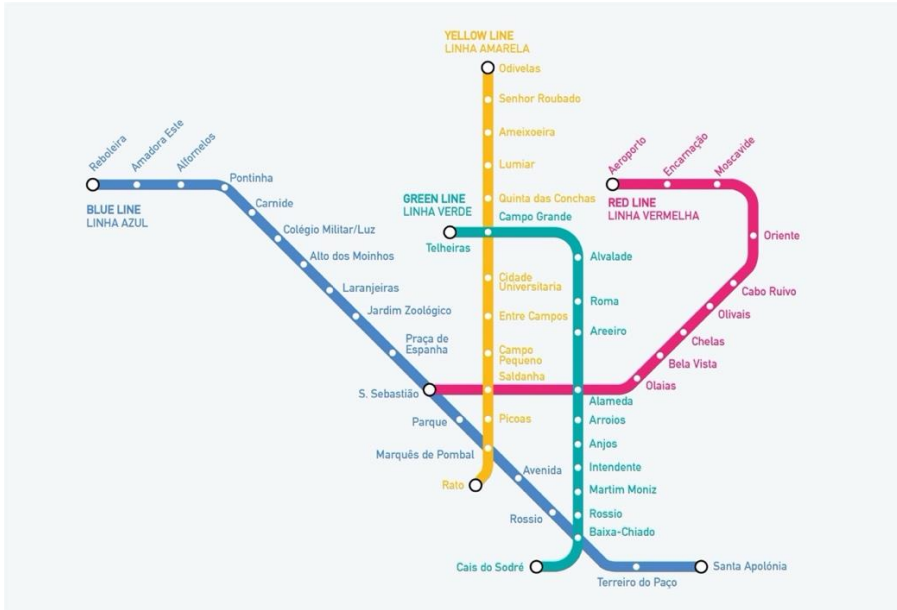 YELLOW LINE
LINHA AMARELA
Odivelas
Senhor Roubado
Ameixoeira
Lumiar
Quinta das Conchas
Campo Grande
Cidade
Universitaria
Entre Campos
Campo
Pequeno
Saldanha
Picoas
Marquês de Pombal
Rato
Reboleira
Amadora Este
Alfornelos
Pontinha
BLUE LINE
LINHA AZUL
Carnide
Colégio Militar/Luz
Alto dos Moinhos
Laranjeiras
Jardim Zoológico
Praça de
Espanha
S. Sebastião
Parque
Avenida
Rossio
Terreiro do Paço
Santa Apolónia
GREEN LINE
LINHA VERDE
Telheiras
Alvalade
Roma
Areeiro
Alameda
Arroios
Anjos
Intendente
Martim Moniz
Rossio
Baixa-Chiado
Cais do Sodré
Aeroporto
Encarnação
Moscavide
RED LINE
LINHA VERMELHA
Oriente
Cabo Ruivo
Olivais
Chelas
Bela Vista
Olaias